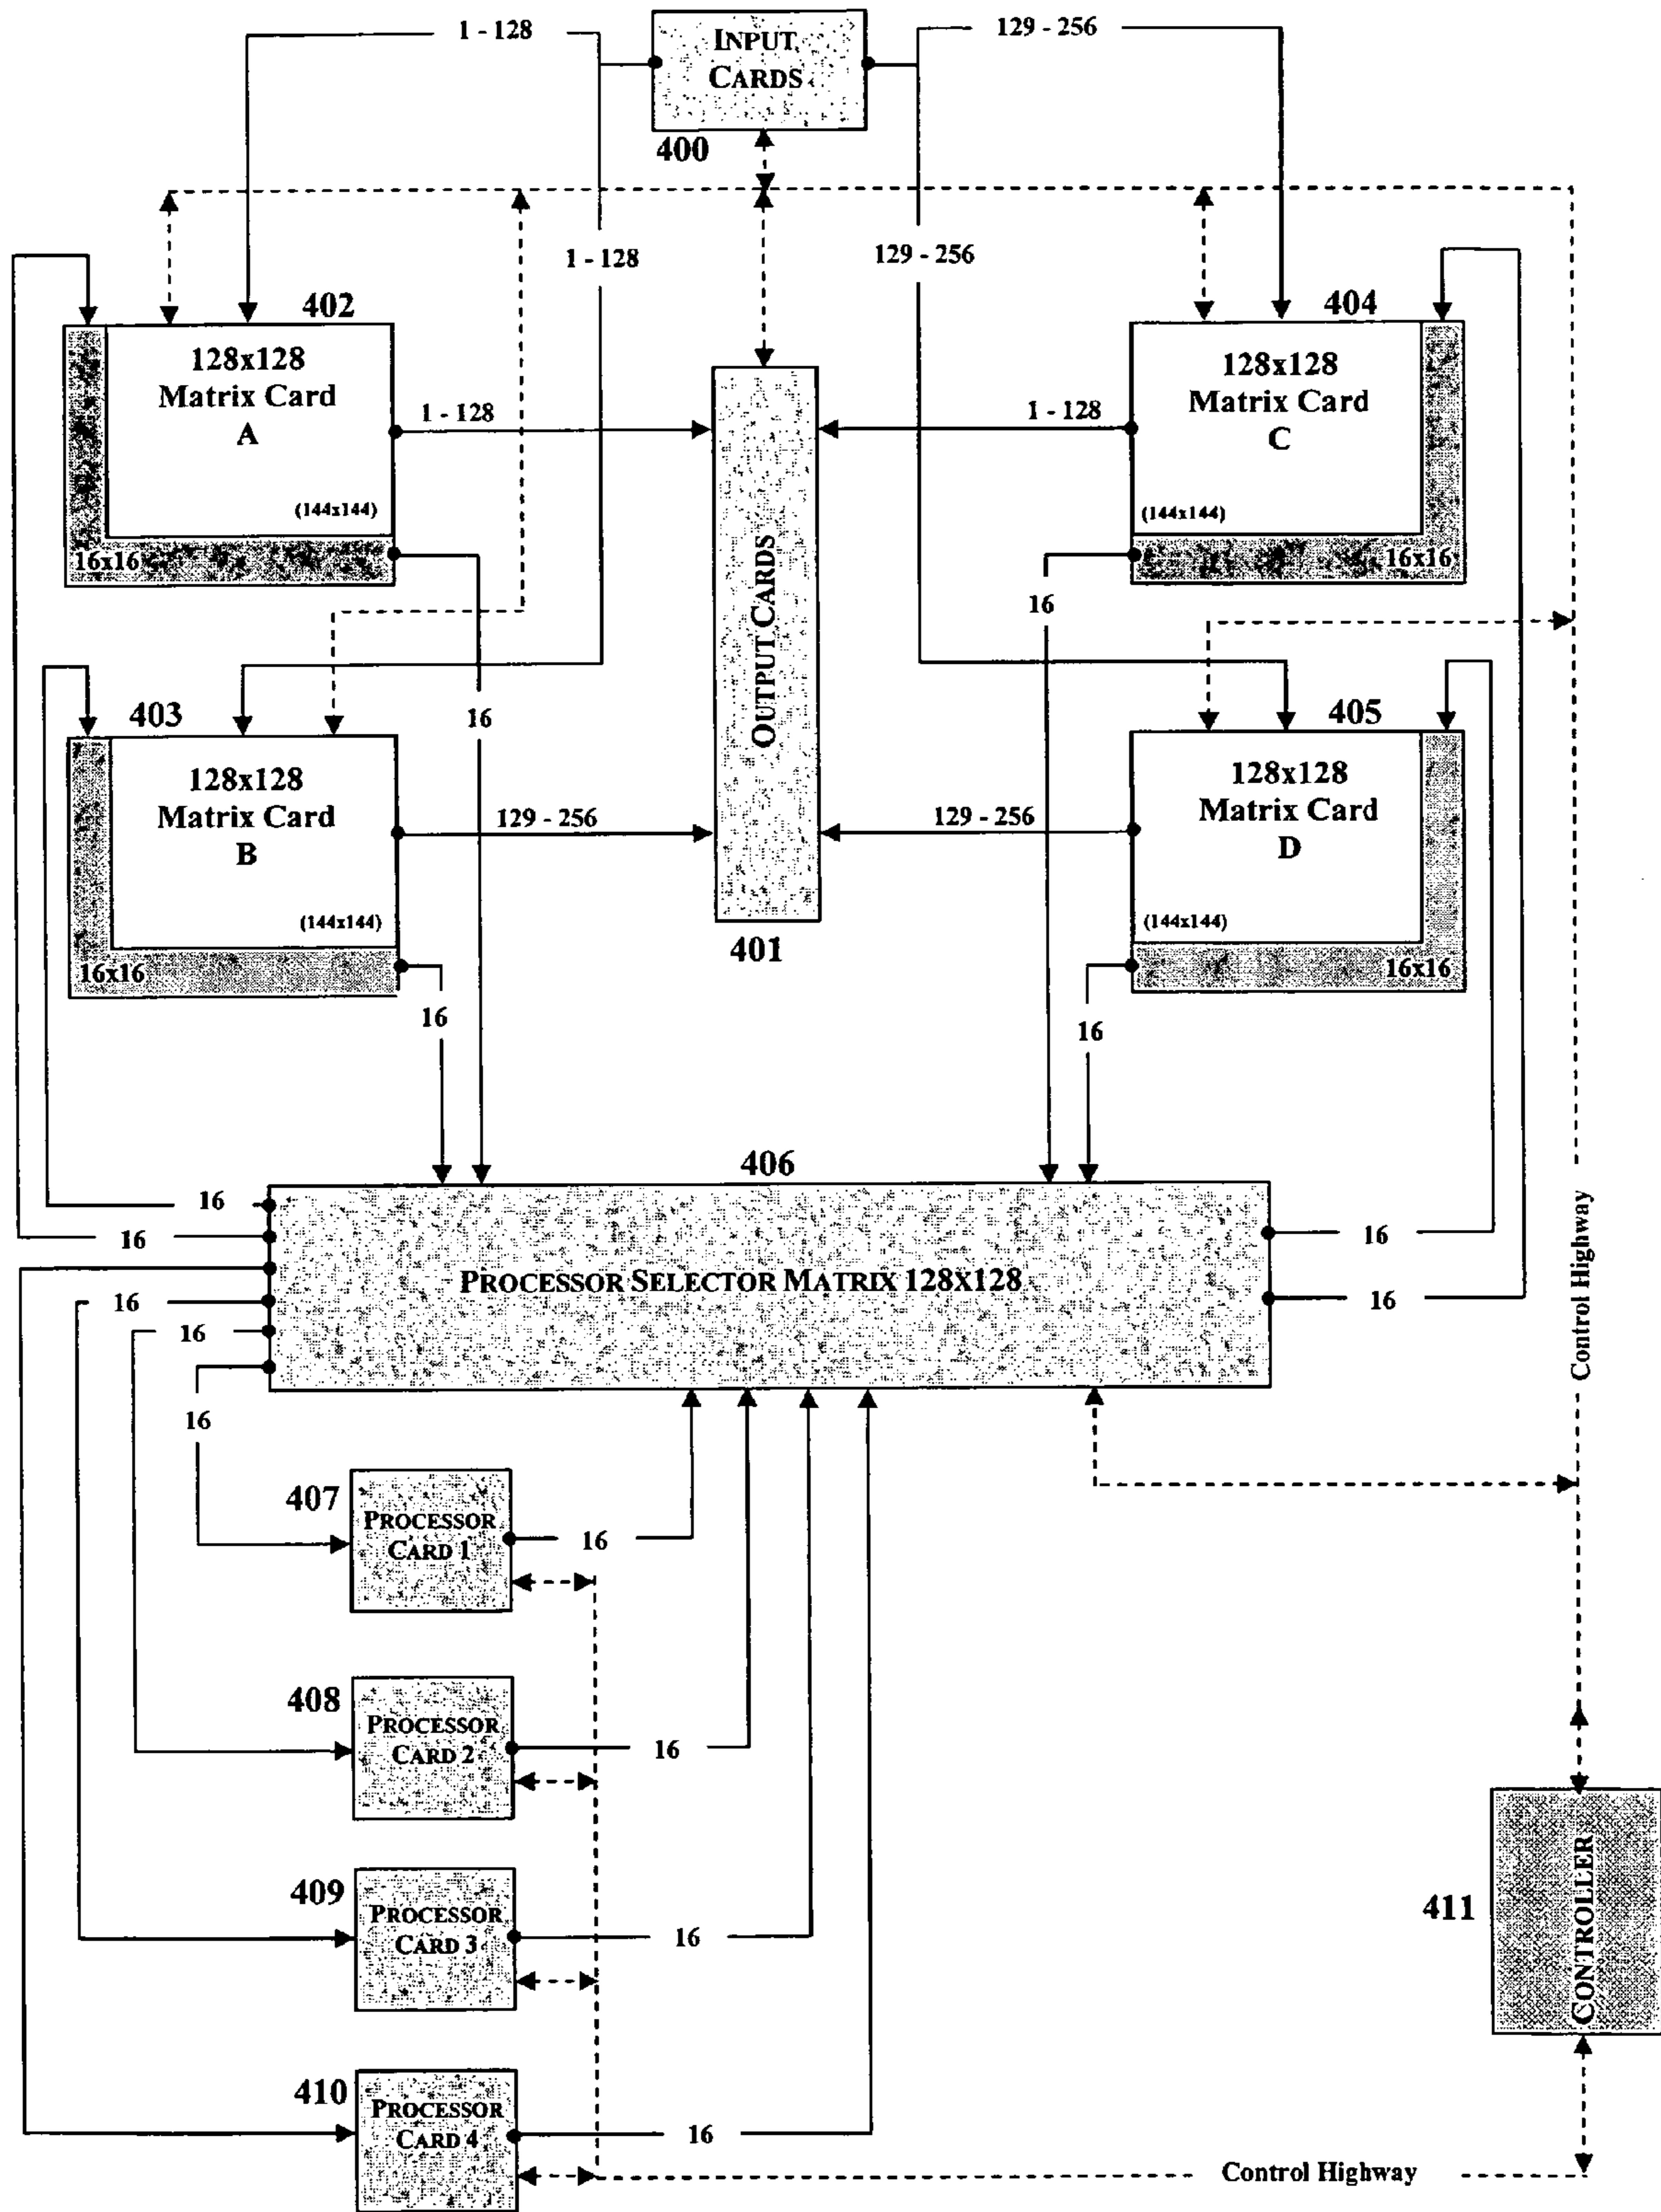 1 - 128
INPUT
CARDS
129 - 256
400
1 - 128
129 - 256
402
404
128x128
Matrix Card
A
(144x144)
16x16
1 - 128
1 - 128
128x128
Matrix Card
C
(144x144)
16x16
OUTPUT CARDS
16
16
403
405
128x128
Matrix Card
B
(144x144)
16x16
129 - 256
129 - 256
128x128
Matrix Card
D
(144x144)
16x16
401
16
16
406
16
16
16
16
PROCESSOR SELECTOR MATRIX 128X128
16
16
16
Control Highway
407
PROCESSOR
CARD 1
16
408
PROCESSOR
CARD 2
16
409
PROCESSOR
CARD 3
16
411
CONTROLLER
410
PROCESSOR
CARD 4
16
Control Highway